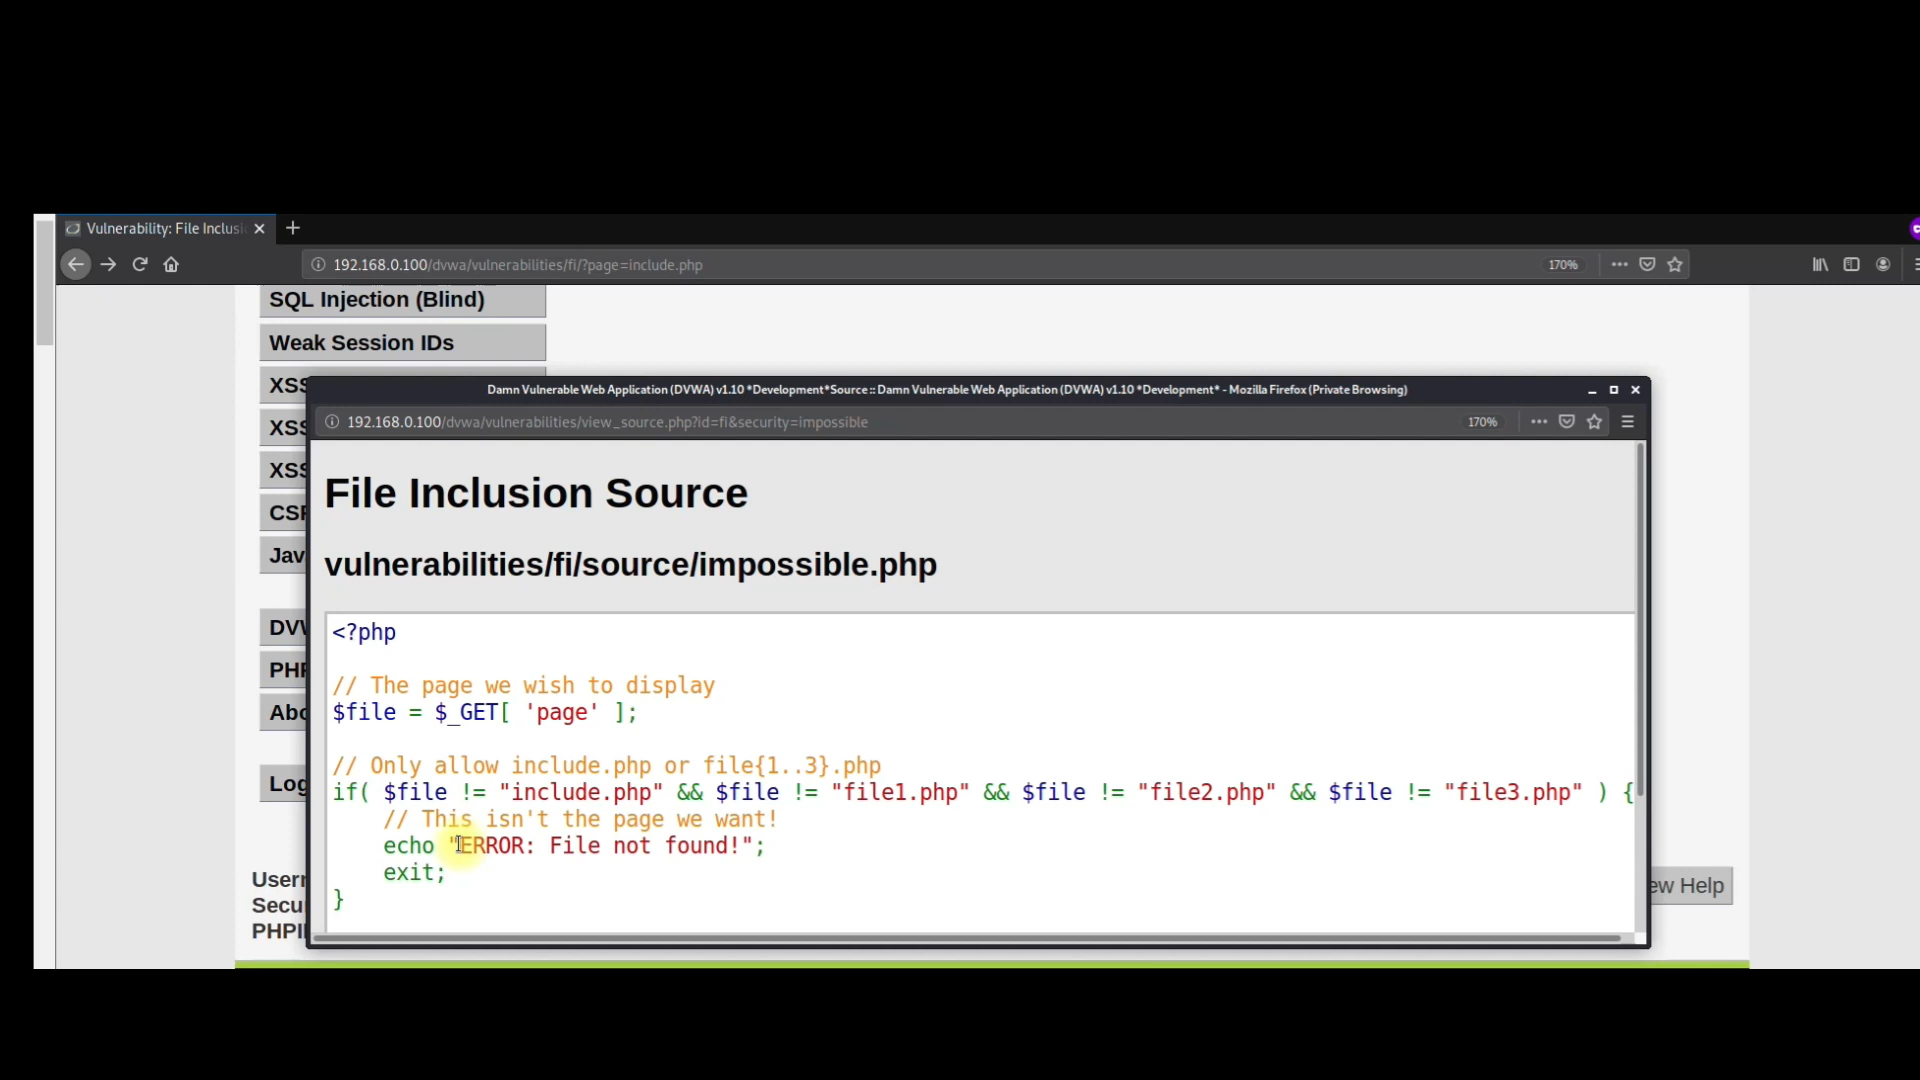 Vulnerability: File Inclusi
192.168.0.100/dvwa/vulnerabilities/fi/?page=include.php
170%
SQL Injection (Blind)
Weak Session IDs
XSS
XSS
XSS
CSP
Jav
DVW
PHP
Abo
Log
Usern
Secur
PHPI
ew Help
Damn Vulnerable Web Application (DVWA) v1.10 *Development*Source :: Damn Vulnerable Web Application (DVWA) v1.10 *Development* - Mozilla Firefox (Private Browsing)
192.168.0.100/dvwa/vulnerabilities/view_source.php?id=fi&security=impossible
170%
File Inclusion Source
vulnerabilities/fi/source/impossible.php
<?php
// The page we wish to display
$file = $_GET[ 'page' ];
// Only allow include.php or file{1..3}.php
if( $file != "include.php" && $file != "file1.php" && $file != "file2.php" && $file != "file3.php" ) {
// This isn't the page we want!
echo "ERROR: File not found!";
exit;
}